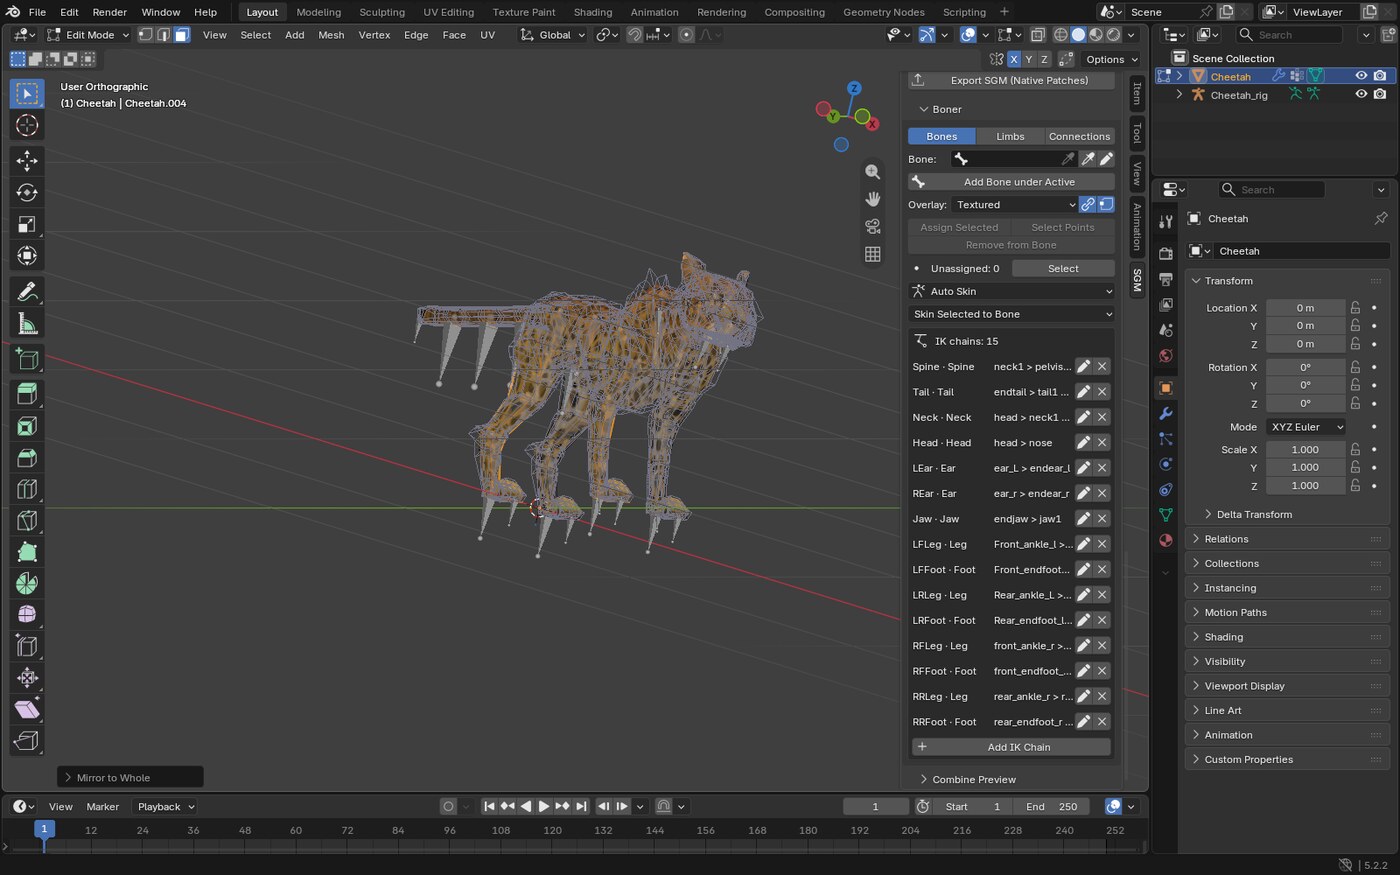 File Edit Render Window Help Layout Modeling Sculpting UV Editing Texture Paint Shading Animation Rendering Compositing Geometry Nodes Scripting + Scene ViewLayer
Edit Mode View Select Add Mesh Vertex Edge Face UV Global Search
X Y Z Options
Scene Collection
Cheetah
Cheetah_rig
User Orthographic
(1) Cheetah | Cheetah.004
Z
Y
X
Export SGM (Native Patches)
Boner
Bones Limbs Connections
Bone:
Add Bone under Active
Overlay: Textured
Assign Selected Select Points
Remove from Bone
Unassigned: 0 Select
Auto Skin
Skin Selected to Bone
IK chains: 15
Spine · Spine neck1 > pelvis...
Tail · Tail endtail > tail1 ...
Neck · Neck head > neck1 ...
Head · Head head > nose
LEar · Ear ear_L > endear_l
REar · Ear ear_r > endear_r
Jaw · Jaw endjaw > jaw1
LFLeg · Leg Front_ankle_l >...
LFFoot · Foot Front_endfoot...
LRLeg · Leg Rear_ankle_L >...
LRFoot · Foot Rear_endfoot_l...
RFLeg · Leg front_ankle_r >...
RFFoot · Foot front_endfoot_...
RRLeg · Leg rear_ankle_r > r...
RRFoot · Foot rear_endfoot_r ...
Add IK Chain
Combine Preview
Item
Tool
View
Animation
SGM
Search
Cheetah
Cheetah
Transform
Location X 0 m
Y 0 m
Z 0 m
Rotation X 0°
Y 0°
Z 0°
Mode XYZ Euler
Scale X 1.000
Y 1.000
Z 1.000
Delta Transform
Relations
Collections
Instancing
Motion Paths
Shading
Visibility
Viewport Display
Line Art
Animation
Custom Properties
Mirror to Whole
View Marker Playback 1 Start 1 End 250
1 12 24 36 48 60 72 84 96 108 120 132 144 156 168 180 192 204 216 228 240 252
5.2.2